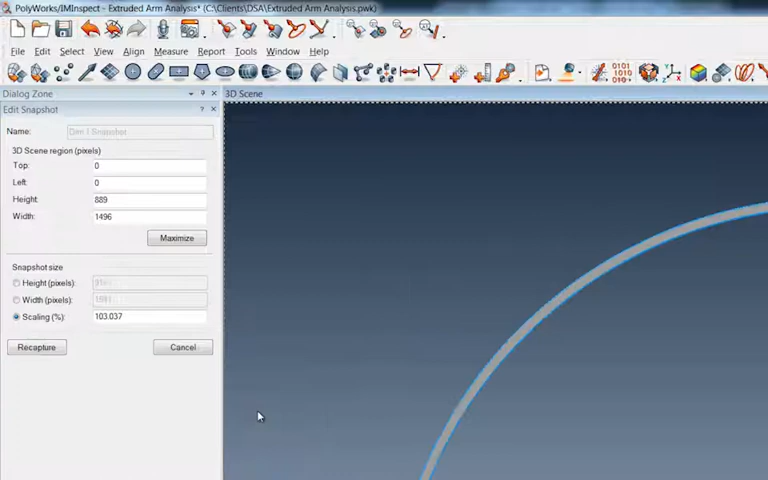 PolyWorks/IMInspect - Extruded Arm Analysis* (C:\Clients\DSA\Extruded Arm Analysis.pwk)
File Edit Select View Align Measure Report Tools Window Help
Dialog Zone
3D Scene
Edit Snapshot
Name:
3D Scene region (pixels)
Top: 0
Left: 0
Height: 889
Width: 1496
Maximize
Snapshot size
Height (pixels):
Width (pixels):
Scaling (%): 103.037
Recapture Cancel